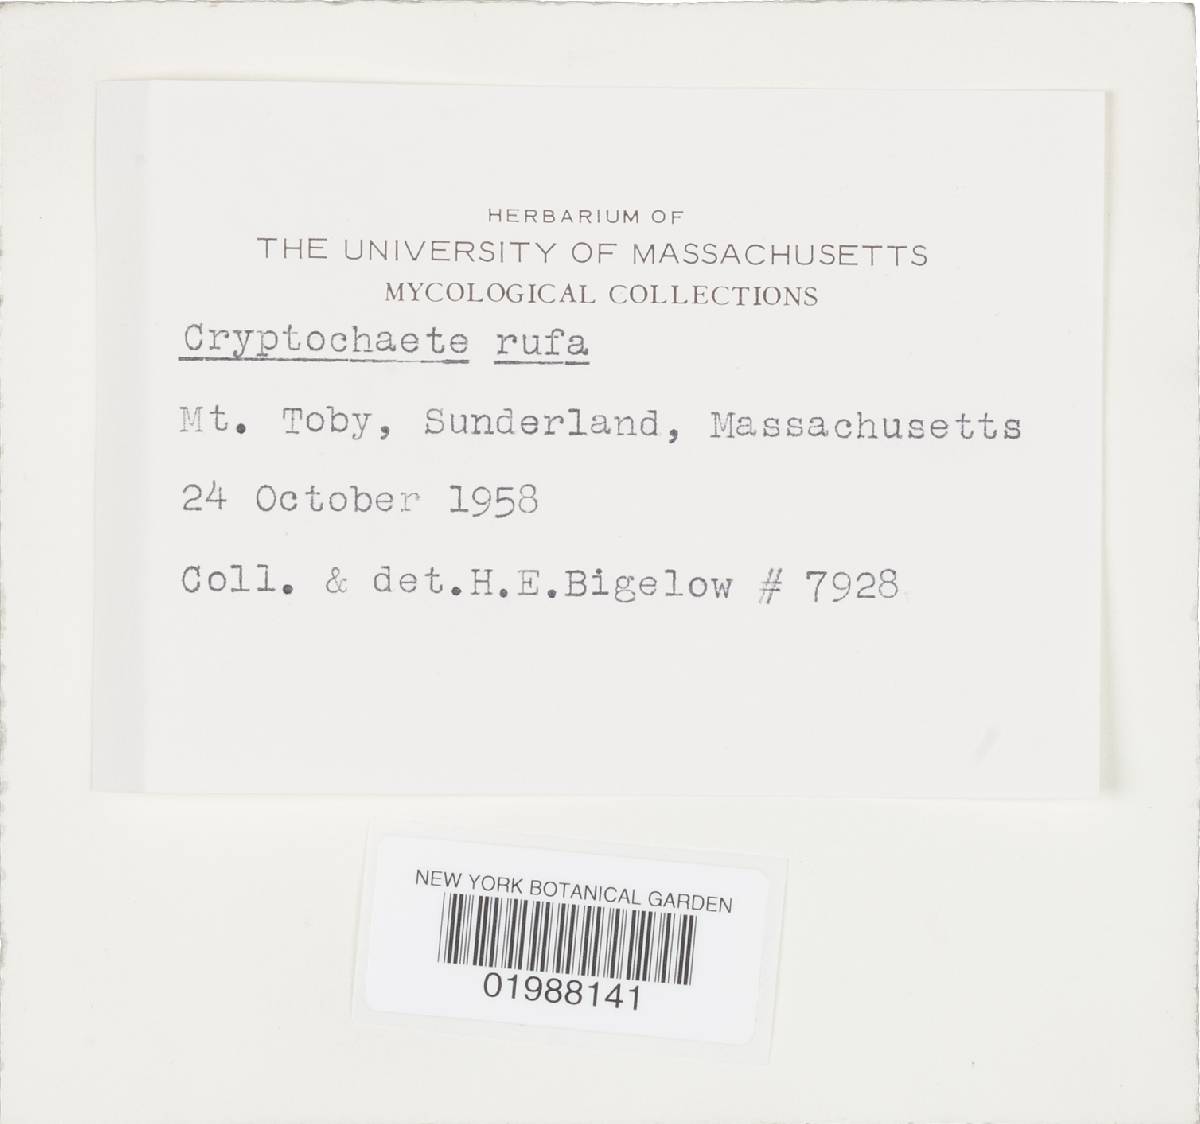 HERBARIUM OF
THE UNIVERSITY OF MASSACHUSETTS
MYCOLOGICAL COLLECTIONS
Cryptochaete rufa
Mt. Toby, Sunderland, Massachusetts
24 October 1958
Coll. & det.H.E.Bigelow # 7928
NEW YORK BOTANICAL GARDEN
01988141